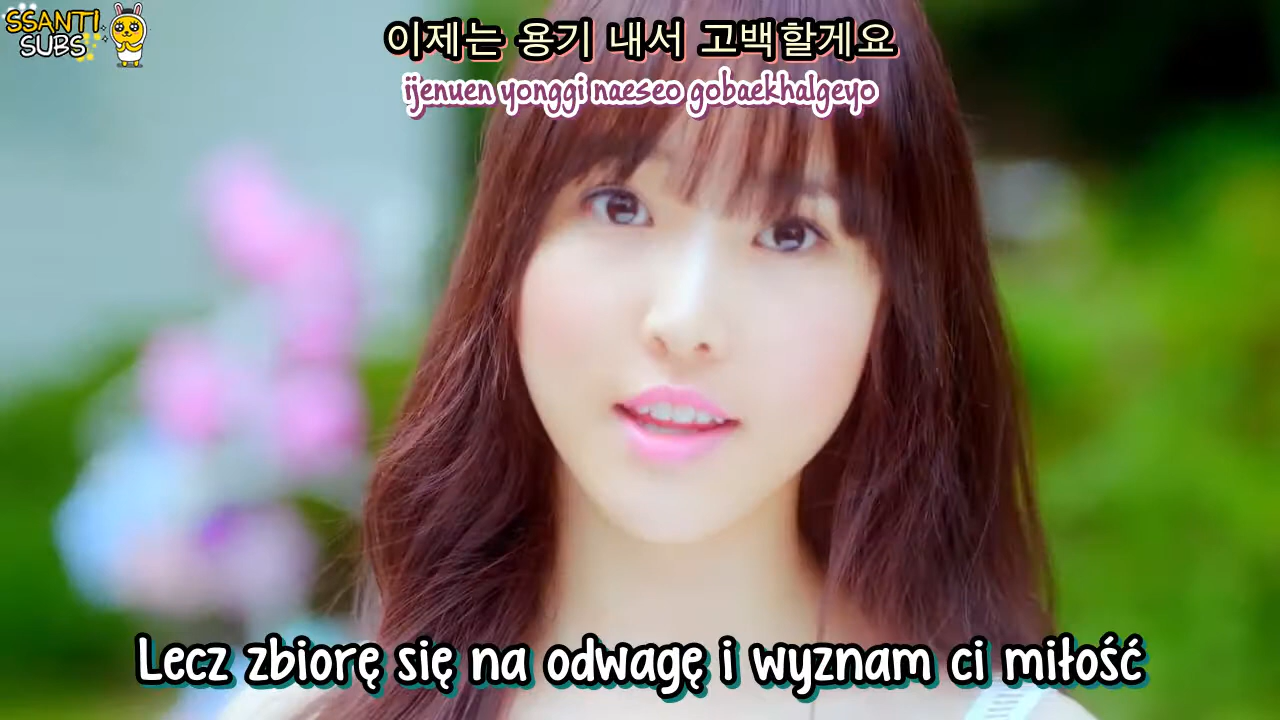 SSANTI
SUBS
이제는 용기 내서 고백할게요
ijenuen yonggi naeseo gobaekhalgeyo
Lecz zbiorę się na odwagę i wyznam ci miłość